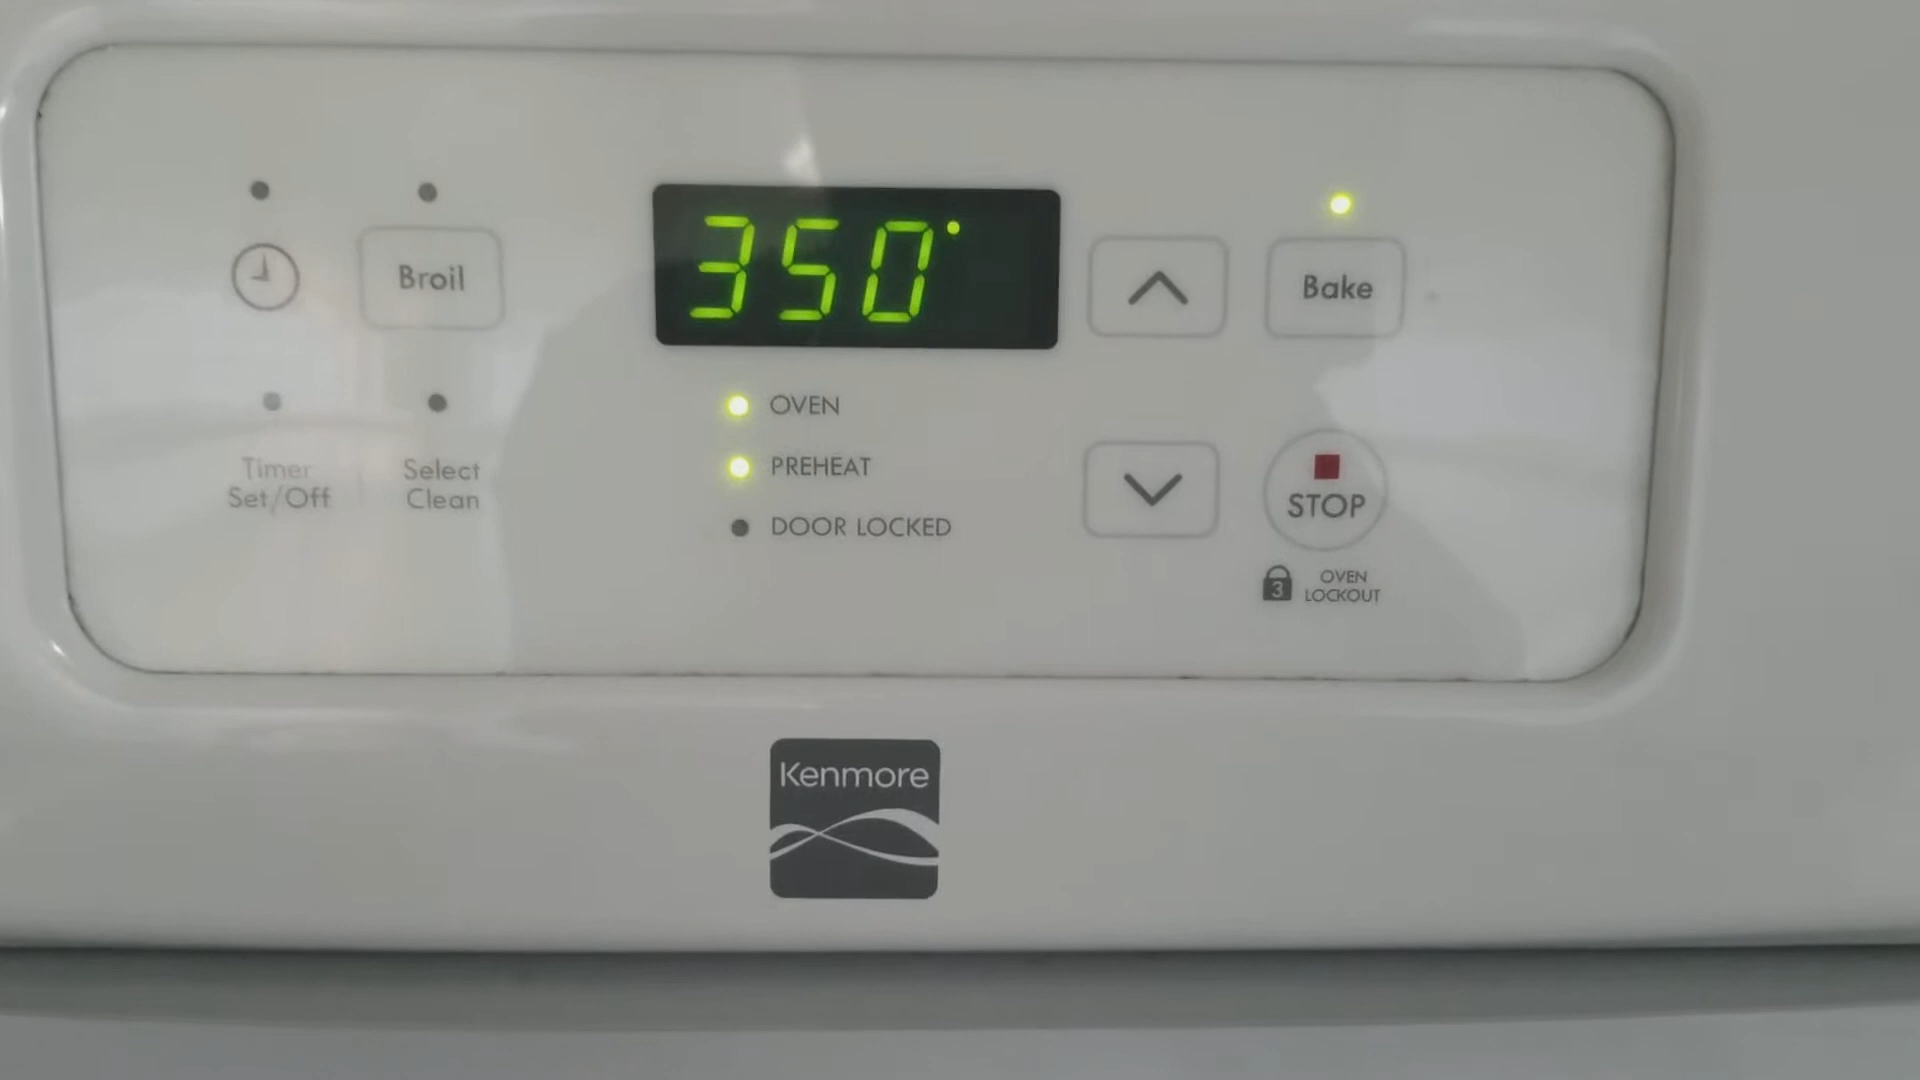 350°
Broil
Bake
OVEN
PREHEAT
DOOR LOCKED
Timer
Set/Off
Select
Clean
STOP
3
OVEN
LOCKOUT
Kenmore